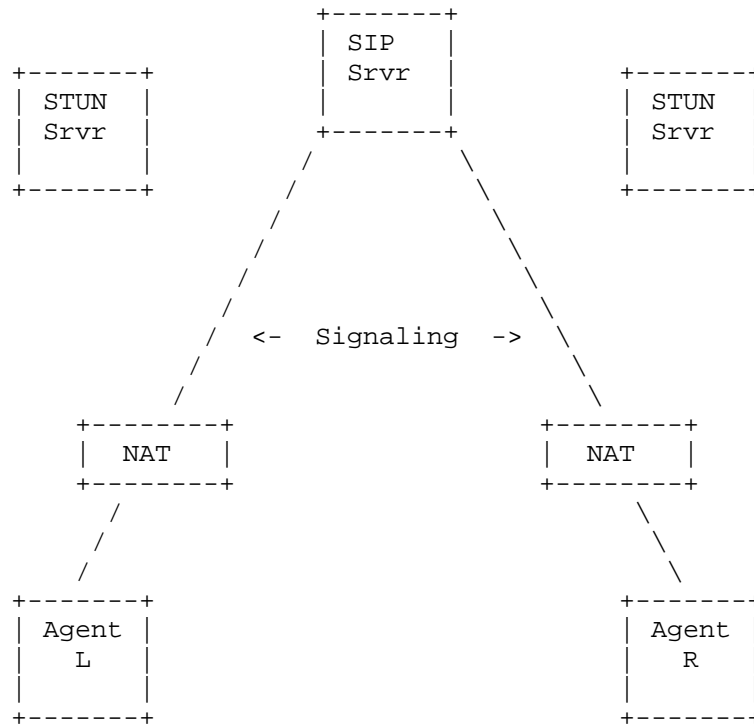 SIP
Srvr
STUN
Srvr
STUN
Srvr
<- Signaling ->
NAT
NAT
Agent
L
Agent
R